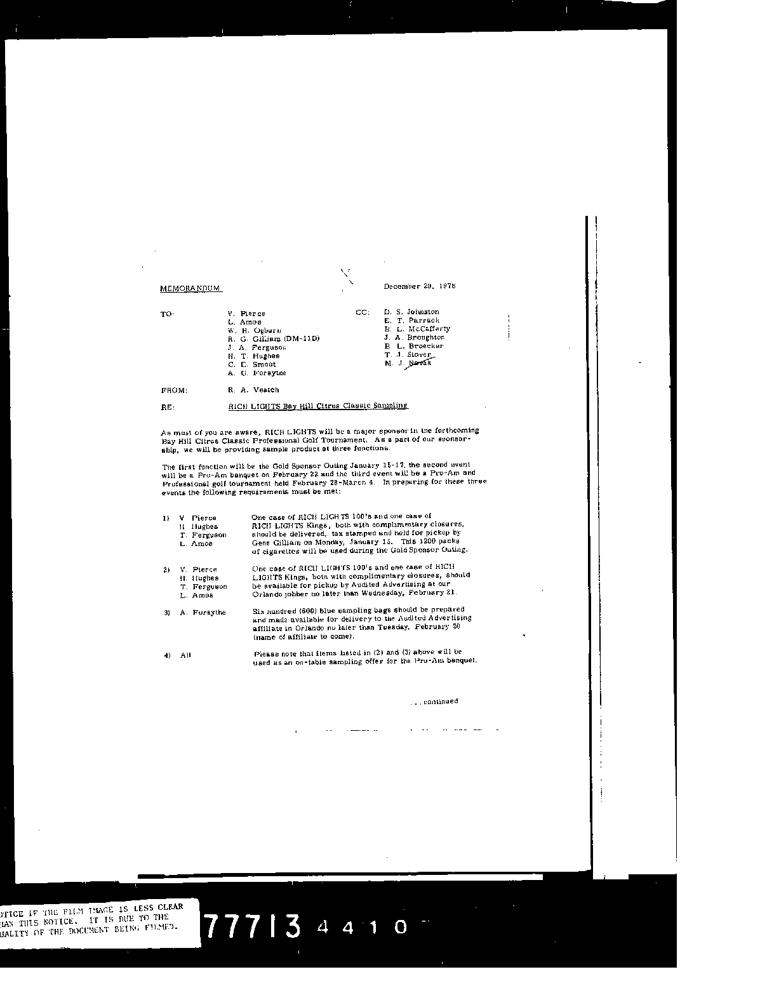 MEMORANDUM
December 20, 1978
TO:
V. Pierce
L. Amos
W. H. Ogburn
R. G. Gilliam (DM-11D)
J. A. Ferguson
H. T. Hughes
C. E. Smoot
A. G. Forsythe
CC:
D. S. Johnston
E. T. Parrack
B. L. McCafferty
J. A. Broughton
B L. Broecker
T. J. Stover
M. J. Novak
FROM:
R. A. Veatch
RE:
RICH LIGHTS Bay Hill Citrus Classic Sampling
As most of you are aware, RICH LIGHTS will be a major sponsor in the forthcoming
Bay Hill Citrus Classic Professional Golf Tournament. As a part of our sponsor-
ship, we will be providing sample product at three functions.
The first function will be the Gold Sponsor Outing January 15-17, the second event
will be a Pro-Am banquet on February 22 and the third event will be a Pro-Am and
Professional golf tournament held February 28-March 4. In preparing for these three
events the following requirements must be met:
1) V Pierce
H Hughes
T. Ferguson
L. Amos
One case of RICH LIGHTS 100's and one case of
RICH LIGHTS Kings, both with complimentary closures,
should be delivered, tax stamped and held for pickup by
Gene Gilliam on Monday, January 15. This 1200 packs
of cigarettes will be used during the Gold Sponsor Outing.
2) V. Pierce
H. Hughes
T. Ferguson
L. Amos
One case of RICH LIGHTS 100's and one case of RICH
LIGHTS Kings, both with complimentary closures, should
be available for pickup by Audited Advertising at our
Orlando jobber no later than Wednesday, February 21.
3) A. Forsythe
Six hundred (600) blue sampling bags should be prepared
and made available for delivery to the Audited Advertising
affiliate in Orlando no later than Tuesday, February 20
(name of affiliate to come).
4) All
Please note that items listed in (2) and (3) above will be
used as an on-table sampling offer for the Pro-Am banquet.
...continued
OTICE IF THE FILM IMAGE IS LESS CLEAR
HAN THIS NOTICE. IT IS DUE TO THE
UALITY OF THE DOCUMENT BEING FILMED.
77713 4410